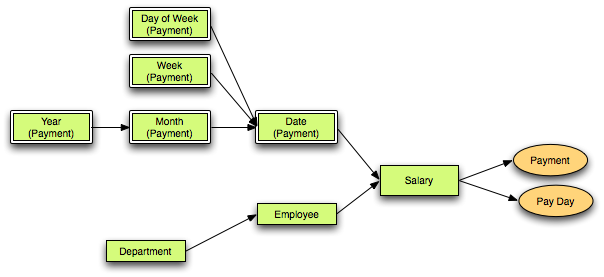 Day of Week
(Payment)
Week
(Payment)
Year
(Payment)
Month
(Payment)
Date
(Payment)
Salary
Payment
Pay Day
Employee
Department